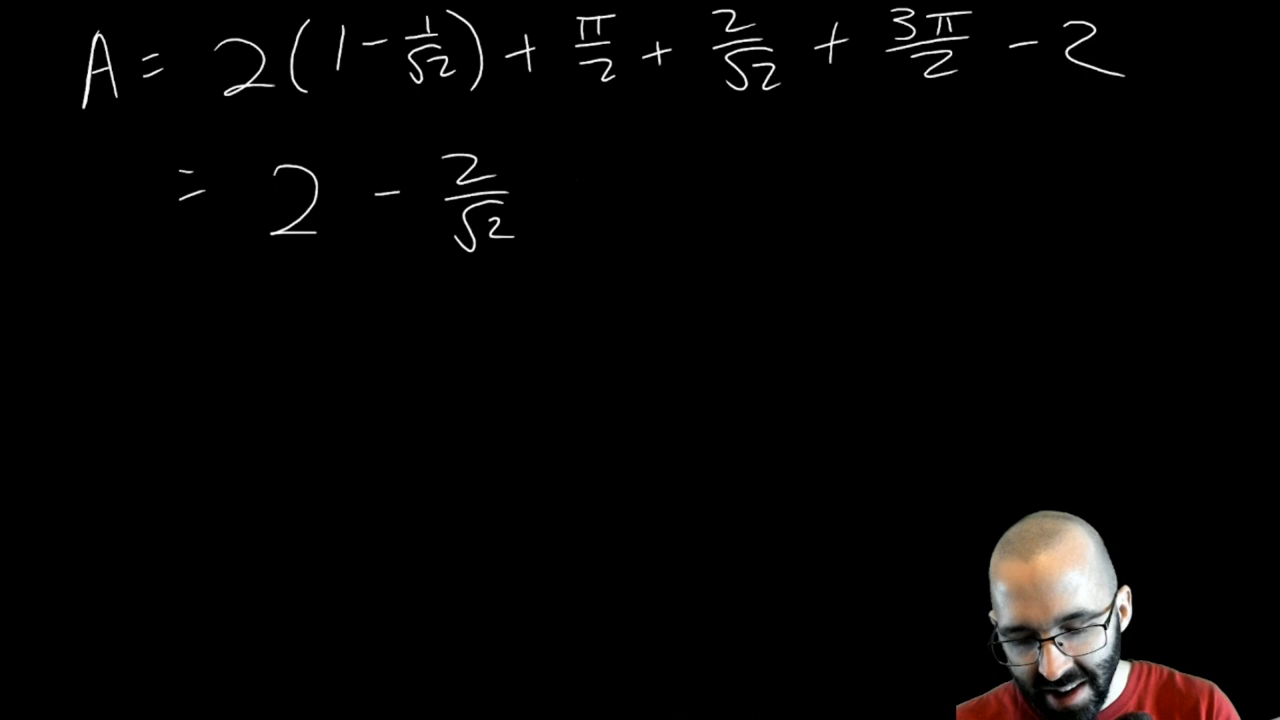 A = 2(1 - 1/√2) + π/2 + 2/√2 + 3π/2 - 2
= 2 - 2/√2